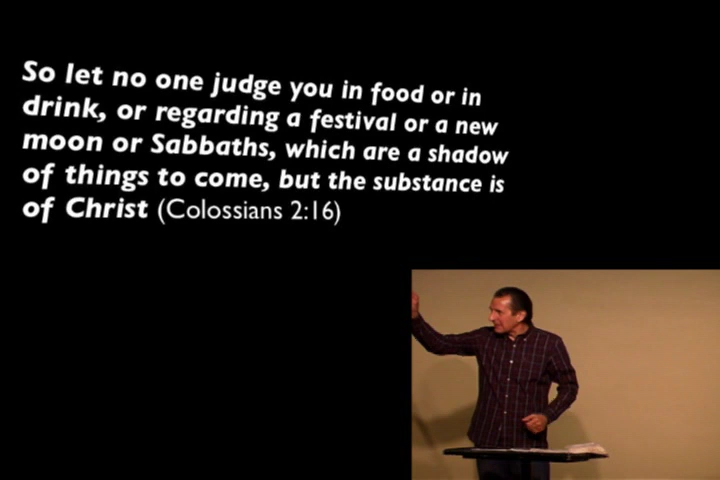 So let no one judge you in food or in
drink, or regarding a festival or a new
moon or Sabbaths, which are a shadow
of things to come, but the substance is
of Christ (Colossians 2:16)